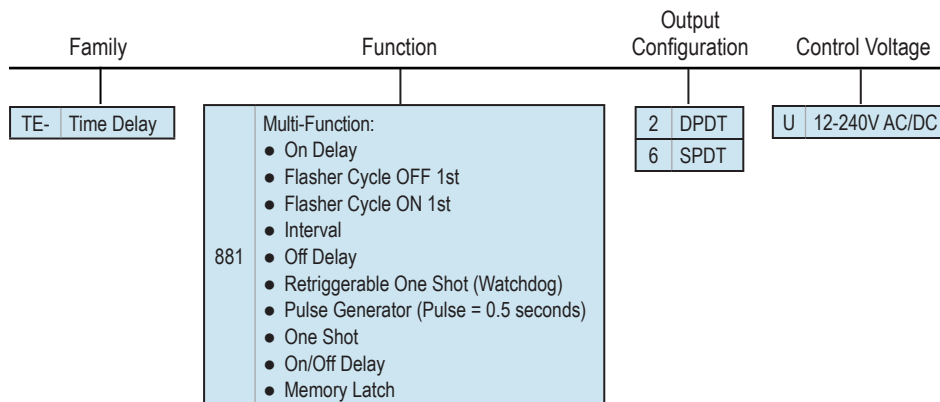 Family
Function
Output
Configuration
Control Voltage
TE- Time Delay
881
Multi-Function:
● On Delay
● Flasher Cycle OFF 1st
● Flasher Cycle ON 1st
● Interval
● Off Delay
● Retriggerable One Shot (Watchdog)
● Pulse Generator (Pulse = 0.5 seconds)
● One Shot
● On/Off Delay
● Memory Latch
2 DPDT
6 SPDT
U 12-240V AC/DC